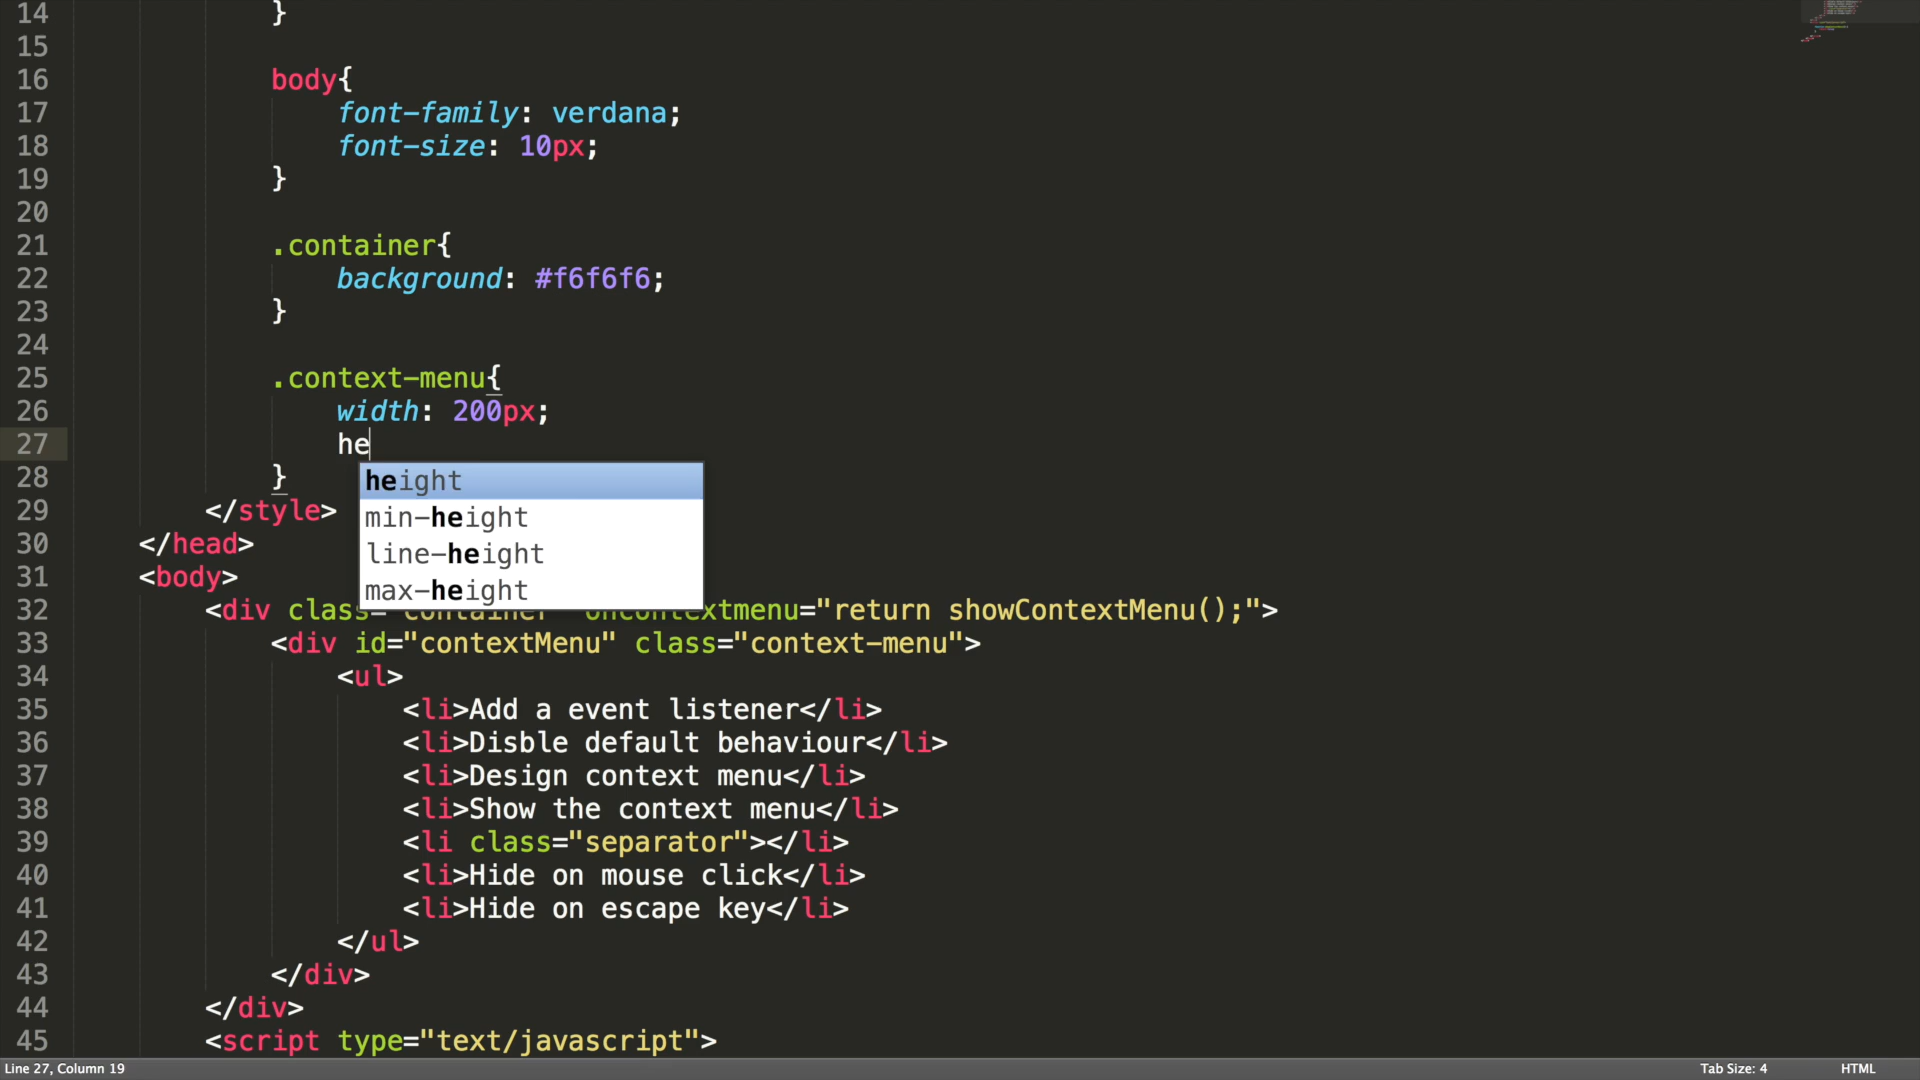 14 }
15
16 body{
17 font-family: verdana;
18 font-size: 10px;
19 }
20
21 .container{
22 background: #f6f6f6;
23 }
24
25 .context-menu{
26 width: 200px;
27 he
height
28 }
min-height
29 </style>
line-height
30 </head>
max-height
31 <body>
32 <div class="container" oncontextmenu="return showContextMenu();">
33 <div id="contextMenu" class="context-menu">
34 <ul>
35 <li>Add a event listener</li>
36 <li>Disble default behaviour</li>
37 <li>Design context menu</li>
38 <li>Show the context menu</li>
39 <li class="separator"></li>
40 <li>Hide on mouse click</li>
41 <li>Hide on escape key</li>
42 </ul>
43 </div>
44 </div>
45 <script type="text/javascript">
Line 27, Column 19
Tab Size: 4
HTML